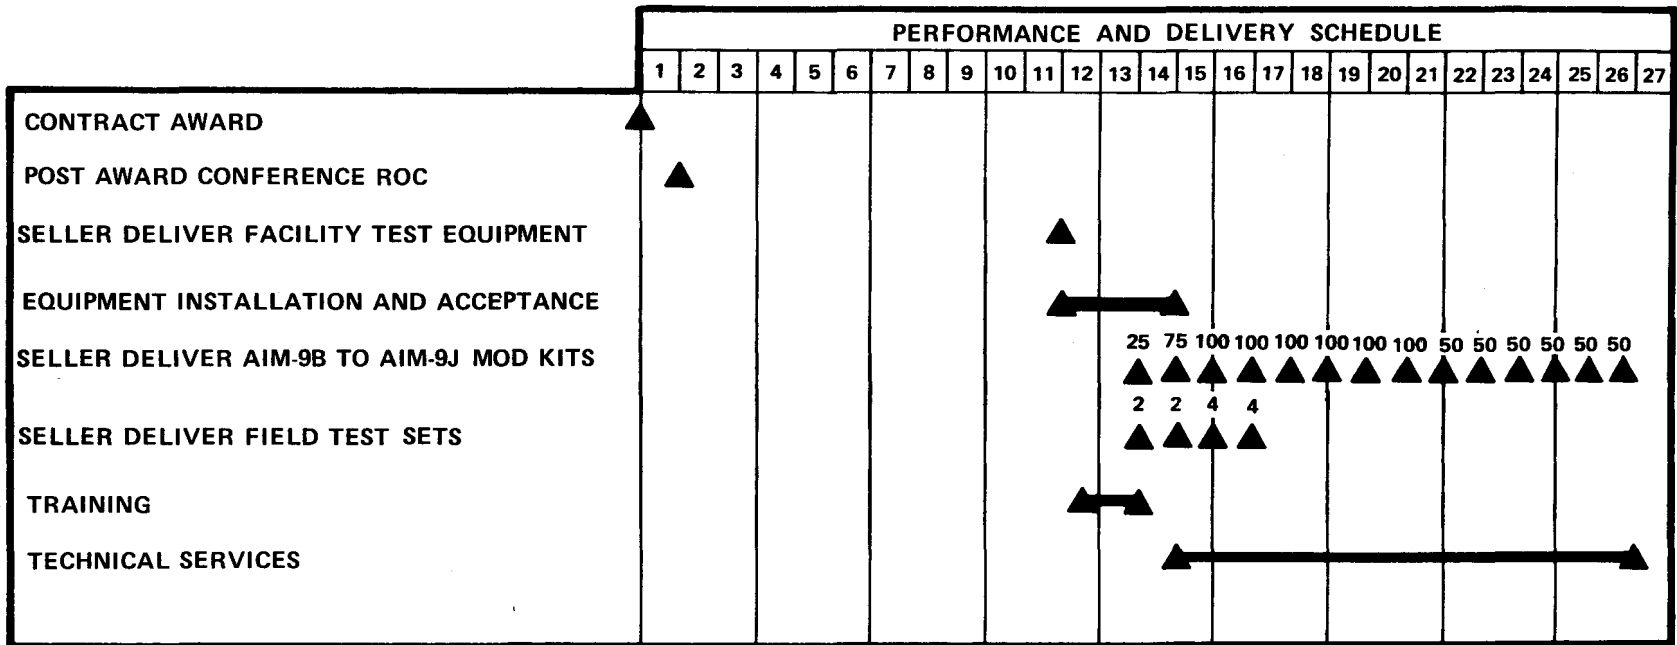 PERFORMANCE AND DELIVERY SCHEDULE
1 2 3 4 5 6 7 8 9 10 11 12 13 14 15 16 17 18 19 20 21 22 23 24 25 26 27
CONTRACT AWARD
POST AWARD CONFERENCE ROC
SELLER DELIVER FACILITY TEST EQUIPMENT
EQUIPMENT INSTALLATION AND ACCEPTANCE
25 75 100 100 100 100 100 100 50 50 50 50 50 50
SELLER DELIVER AIM-9B TO AIM-9J MOD KITS
2 2 4 4
SELLER DELIVER FIELD TEST SETS
TRAINING
TECHNICAL SERVICES